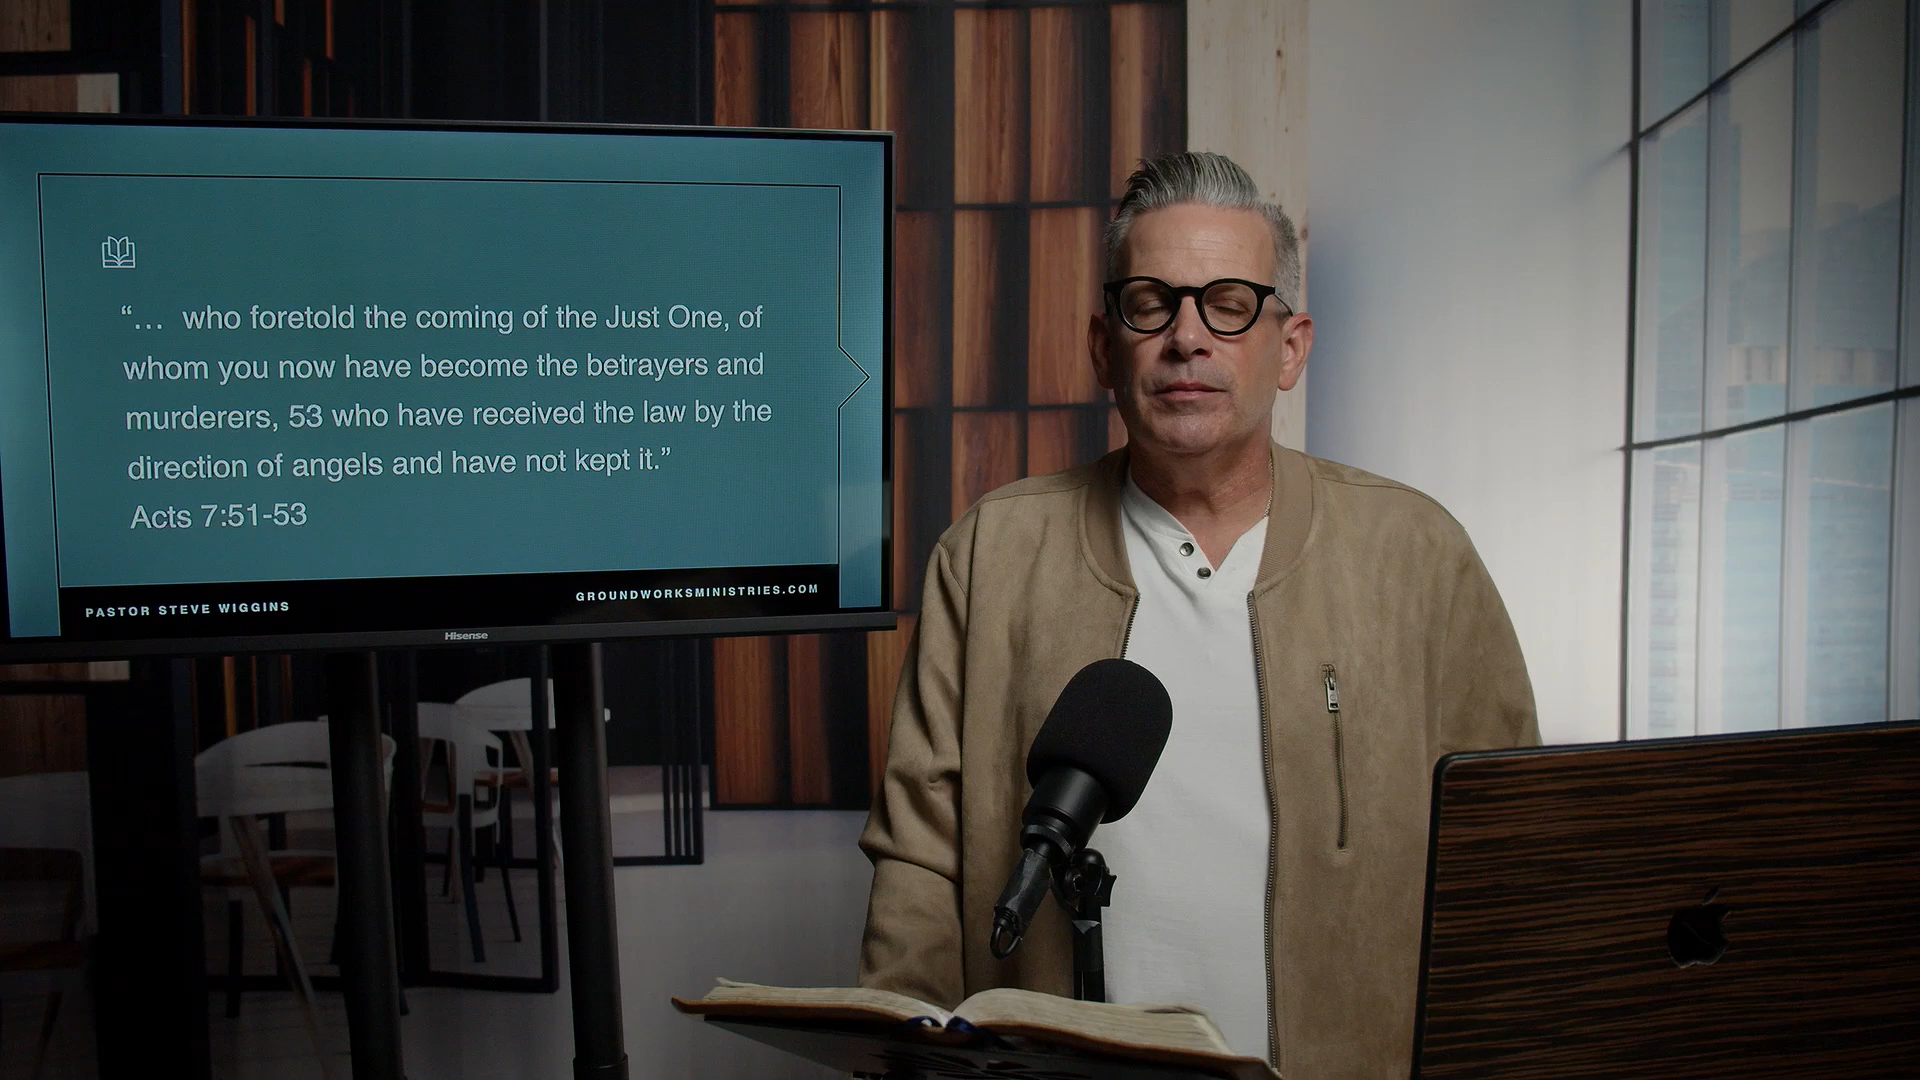 “… who foretold the coming of the Just One, of
whom you now have become the betrayers and
murderers, 53 who have received the law by the
direction of angels and have not kept it.”
Acts 7:51-53
PASTOR STEVE WIGGINS
GROUNDWORKSMINISTRIES.COM
Hisense